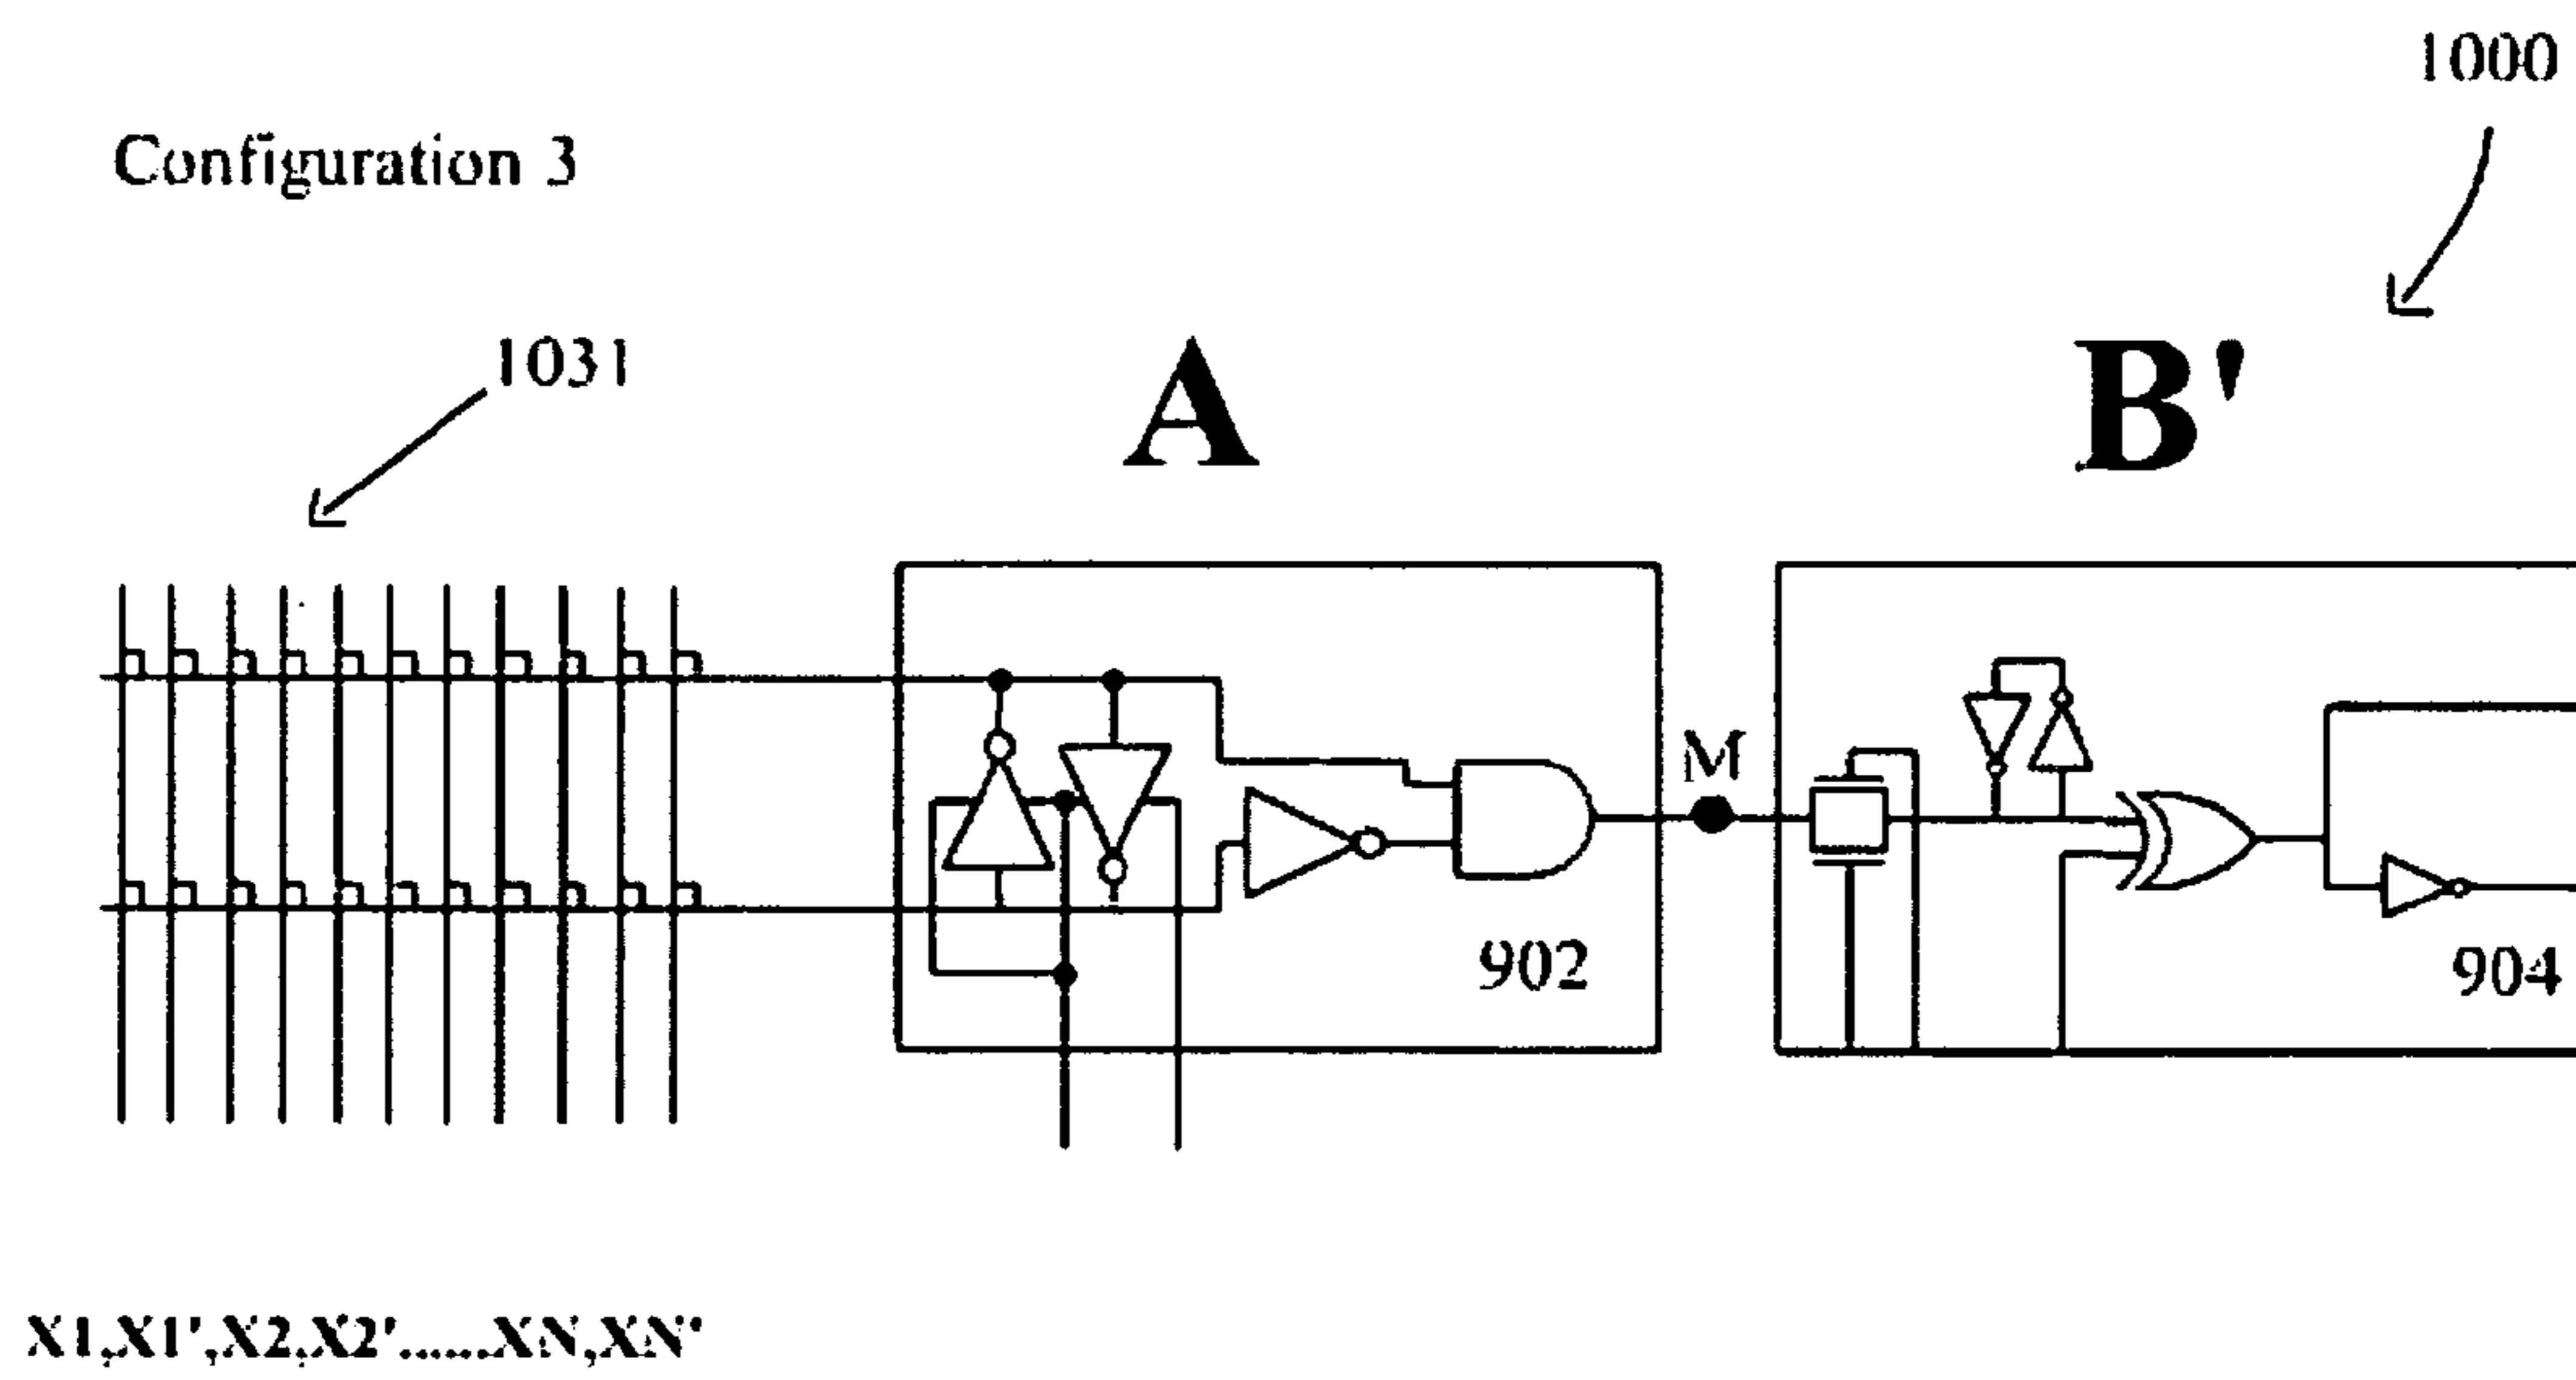 1000
Configuration 3
1031
A
B'
M
902
904
X1,X1',X2,X2'......XN,XN'